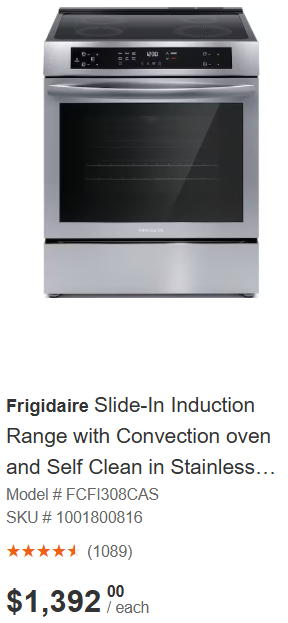 FRIGIDAIRE
Frigidaire Slide-In Induction
Range with Convection oven
and Self Clean in Stainless…
Model # FCFI308CAS
SKU # 1001800816
(1089)
$1,392 00 / each